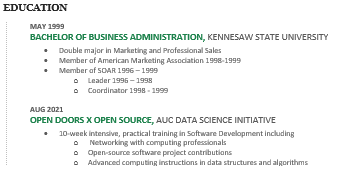 EDUCATION
MAY 1999
BACHELOR OF BUSINESS ADMINISTRATION, KENNESAW STATE UNIVERSITY
• Double major in Marketing and Professional Sales
• Member of American Marketing Association 1998-1999
• Member of SOAR 1996 – 1999
o Leader 1996 – 1998
o Coordinator 1998 - 1999
AUG 2021
OPEN DOORS X OPEN SOURCE, AUC DATA SCIENCE INITIATIVE
• 10-week intensive, practical training in Software Development including
o Networking with computing professionals
o Open-source software project contributions
o Advanced computing instructions in data structures and algorithms